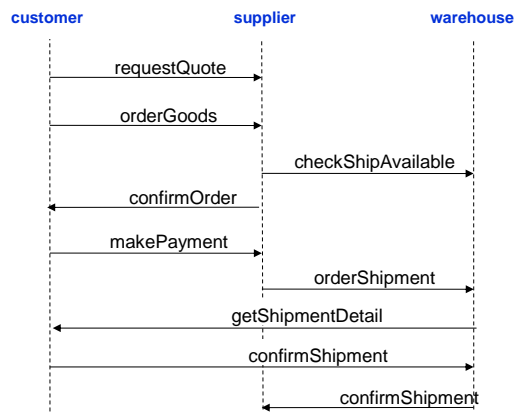 customer supplier warehouse
requestQuote
orderGoods
checkShipAvailable
confirmOrder
makePayment
orderShipment
getShipmentDetail
confirmShipment
confirmShipment